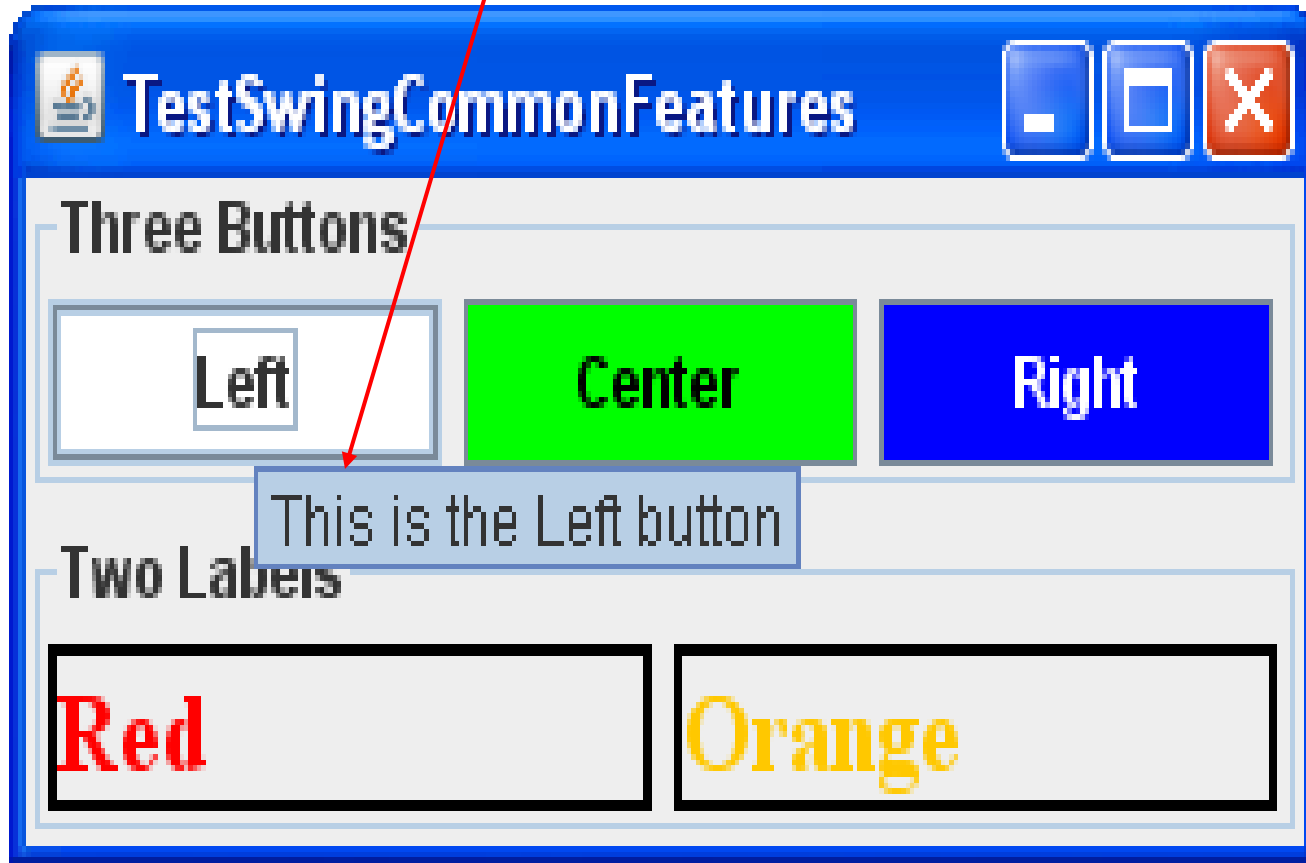 TestSwingCommonFeatures
Three Buttons
Left
Center
Right
This is the Left button
Two Labels
Red
Orange